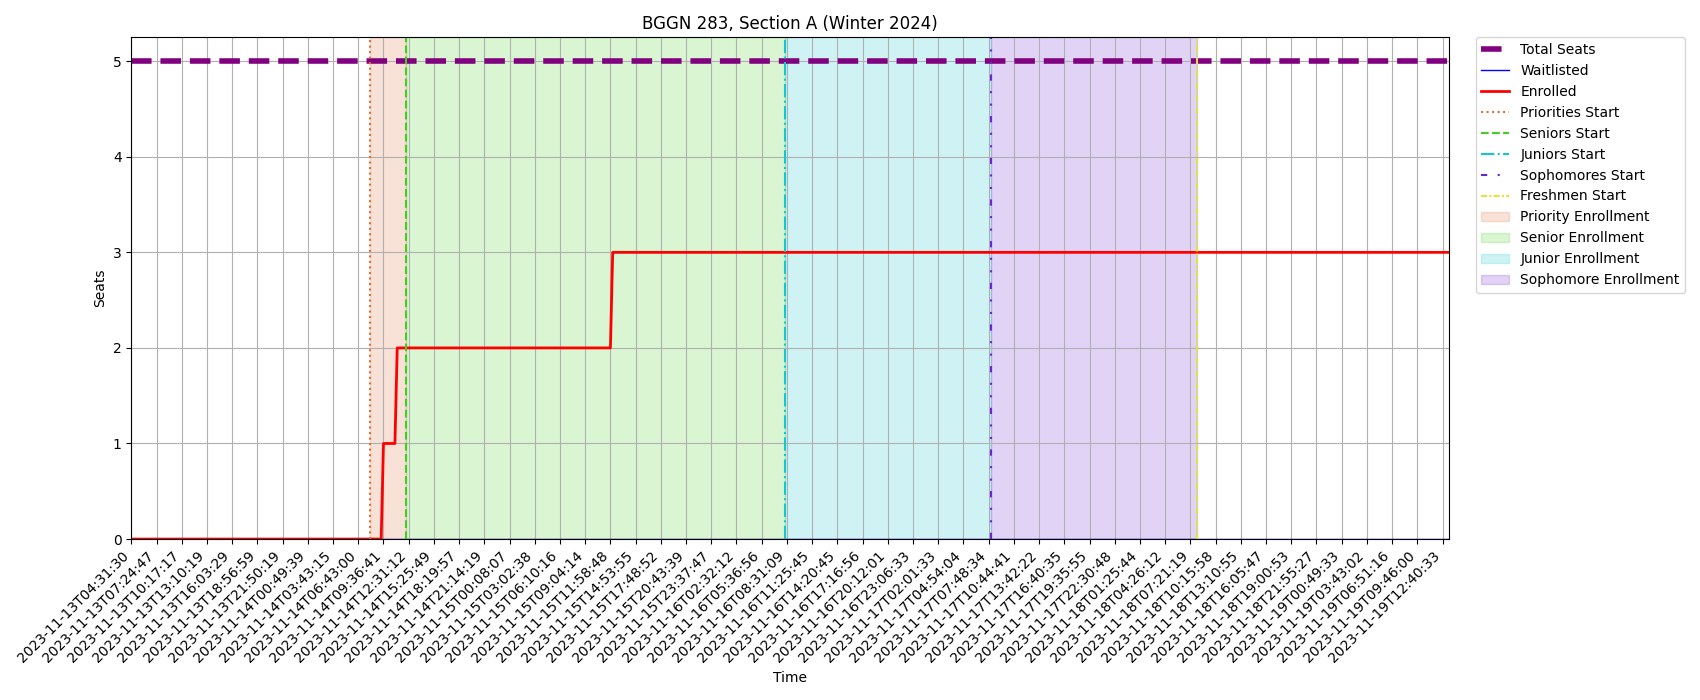 BGGN 283, Section A (Winter 2024)
Seats
5
4
3
2
1
0
2023-11-13T04:31:30
2023-11-13T07:24:47
2023-11-13T10:17:17
2023-11-13T13:10:19
2023-11-13T16:03:29
2023-11-13T18:56:59
2023-11-13T21:50:19
2023-11-14T00:49:39
2023-11-14T03:43:15
2023-11-14T06:43:00
2023-11-14T09:36:41
2023-11-14T12:31:12
2023-11-14T15:25:49
2023-11-14T18:19:57
2023-11-14T21:14:19
2023-11-15T00:08:07
2023-11-15T03:02:38
2023-11-15T06:10:16
2023-11-15T09:04:14
2023-11-15T11:58:48
2023-11-15T14:53:55
2023-11-15T17:48:52
2023-11-15T20:43:39
2023-11-15T23:37:47
2023-11-16T02:32:12
2023-11-16T05:36:56
2023-11-16T08:31:09
2023-11-16T11:25:45
2023-11-16T14:20:45
2023-11-16T17:16:56
2023-11-16T20:12:01
2023-11-16T23:06:33
2023-11-17T02:01:33
2023-11-17T04:54:04
2023-11-17T07:48:34
2023-11-17T10:44:41
2023-11-17T13:42:22
2023-11-17T16:40:35
2023-11-17T19:35:55
2023-11-17T22:30:48
2023-11-18T01:25:44
2023-11-18T04:26:12
2023-11-18T07:21:19
2023-11-18T10:15:58
2023-11-18T13:10:55
2023-11-18T16:05:47
2023-11-18T19:00:53
2023-11-18T21:55:27
2023-11-19T00:49:33
2023-11-19T03:43:02
2023-11-19T06:51:16
2023-11-19T09:46:00
2023-11-19T12:40:33
Time
Total Seats
Waitlisted
Enrolled
Priorities Start
Seniors Start
Juniors Start
Sophomores Start
Freshmen Start
Priority Enrollment
Senior Enrollment
Junior Enrollment
Sophomore Enrollment